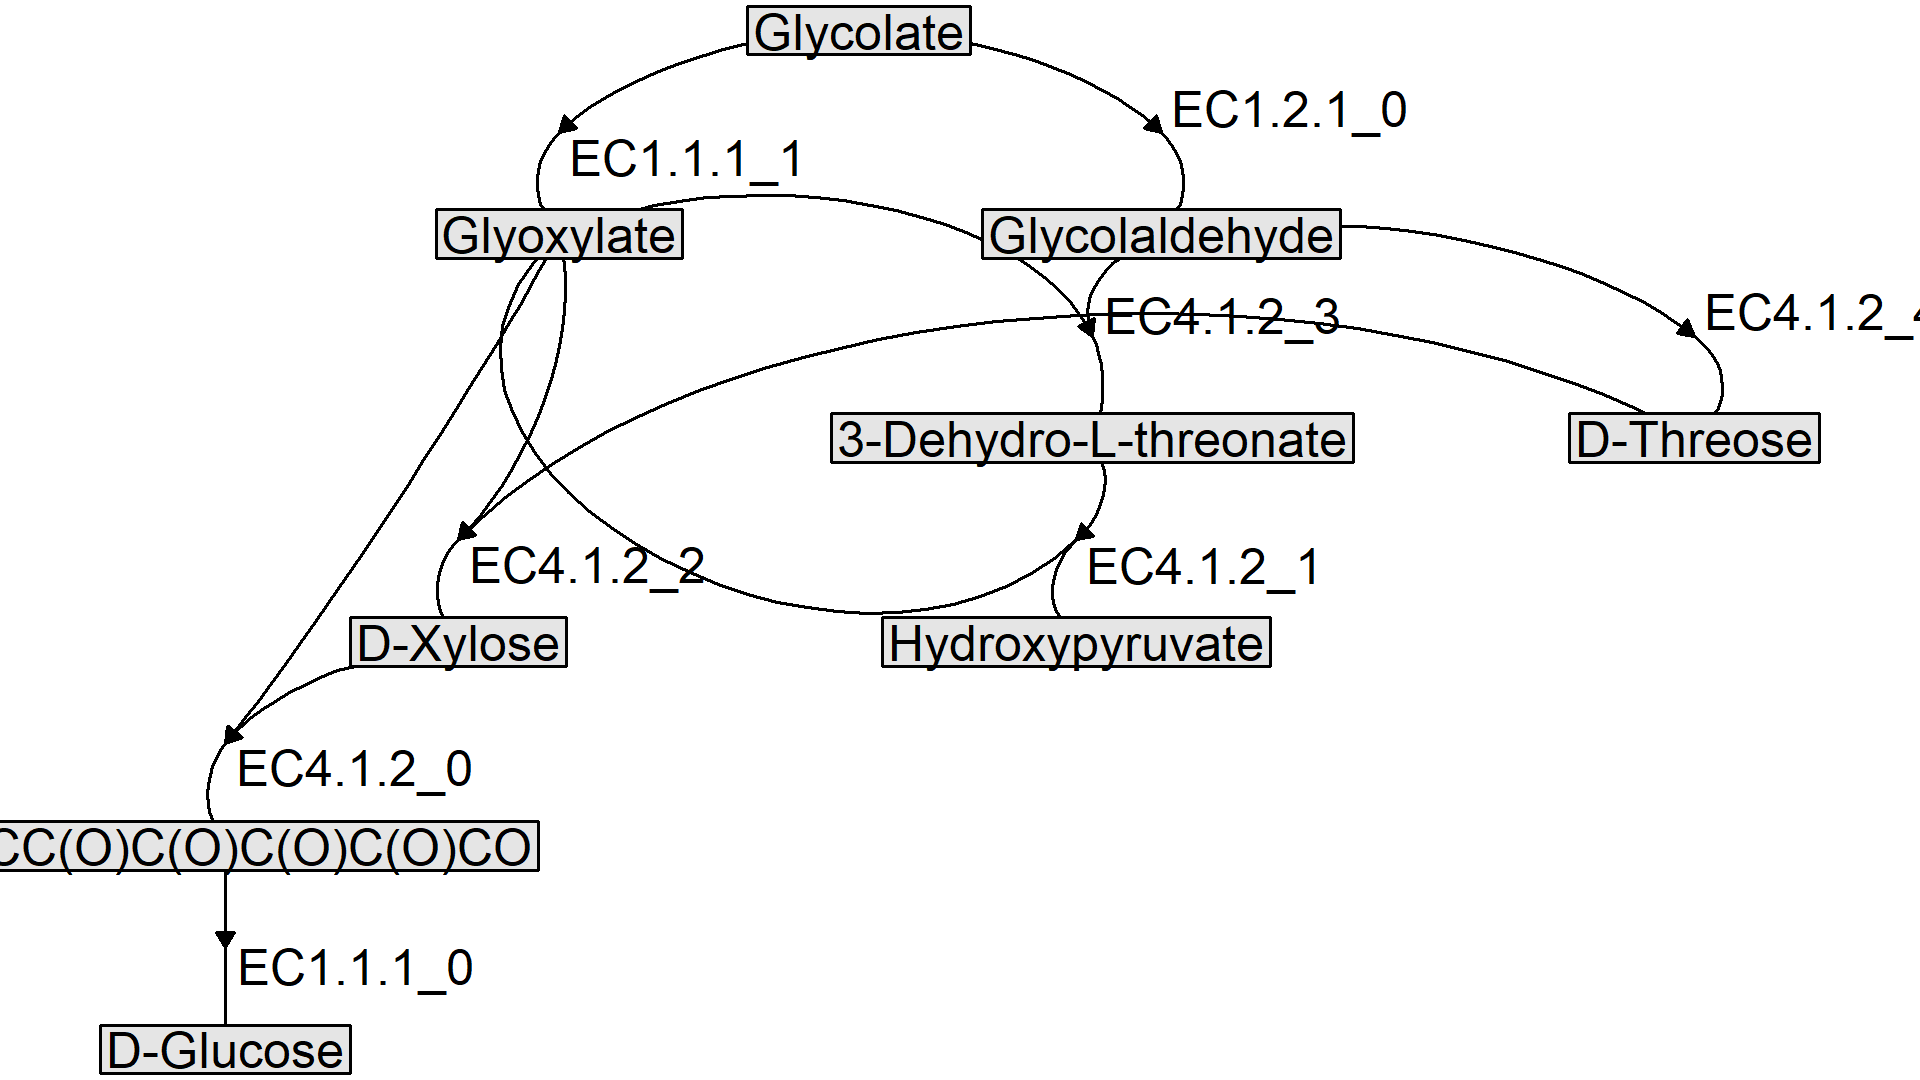 Glycolate
EC1.2.1_0
EC1.1.1_1
Glyoxylate
Glycolaldehyde
EC4.1.2_3
EC4.1.2_
3-Dehydro-L-threonate
D-Threose
EC4.1.2_2
EC4.1.2_1
D-Xylose
Hydroxypyruvate
EC4.1.2_0
CC(O)C(O)C(O)C(O)CO
EC1.1.1_0
D-Glucose